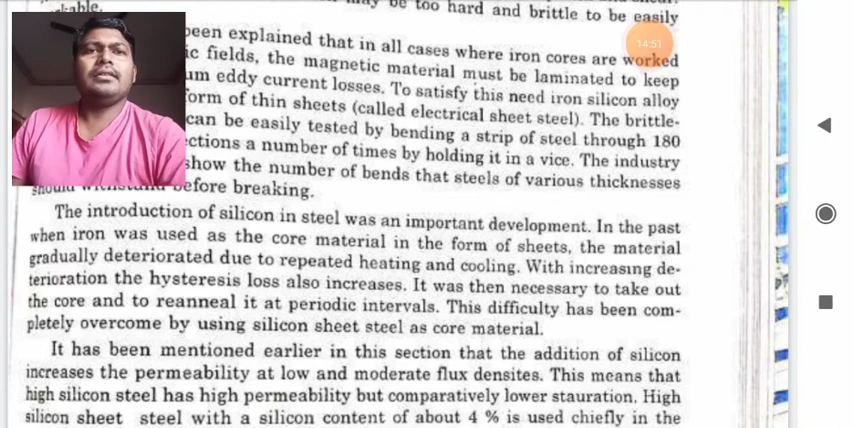 may be too hard and brittle to be easily
14:51
been explained that in all cases where iron cores are worked
ic fields, the magnetic material must be laminated to keep
um eddy current losses. To satisfy this need iron silicon alloy
form of thin sheets (called electrical sheet steel). The brittle-
can be easily tested by bending a strip of steel through 180
ections a number of times by holding it in a vice. The industry
show the number of bends that steels of various thicknesses
should withstand before breaking.
The introduction of silicon in steel was an important development. In the past
when iron was used as the core material in the form of sheets, the material
gradually deteriorated due to repeated heating and cooling. With increasing de-
terioration the hysteresis loss also increases. It was then necessary to take out
the core and to reanneal it at periodic intervals. This difficulty has been com-
pletely overcome by using silicon sheet steel as core material.
It has been mentioned earlier in this section that the addition of silicon
increases the permeability at low and moderate flux densites. This means that
high silicon steel has high permeability but comparatively lower stauration. High
silicon sheet steel with a silicon content of about 4 % is used chiefly in the